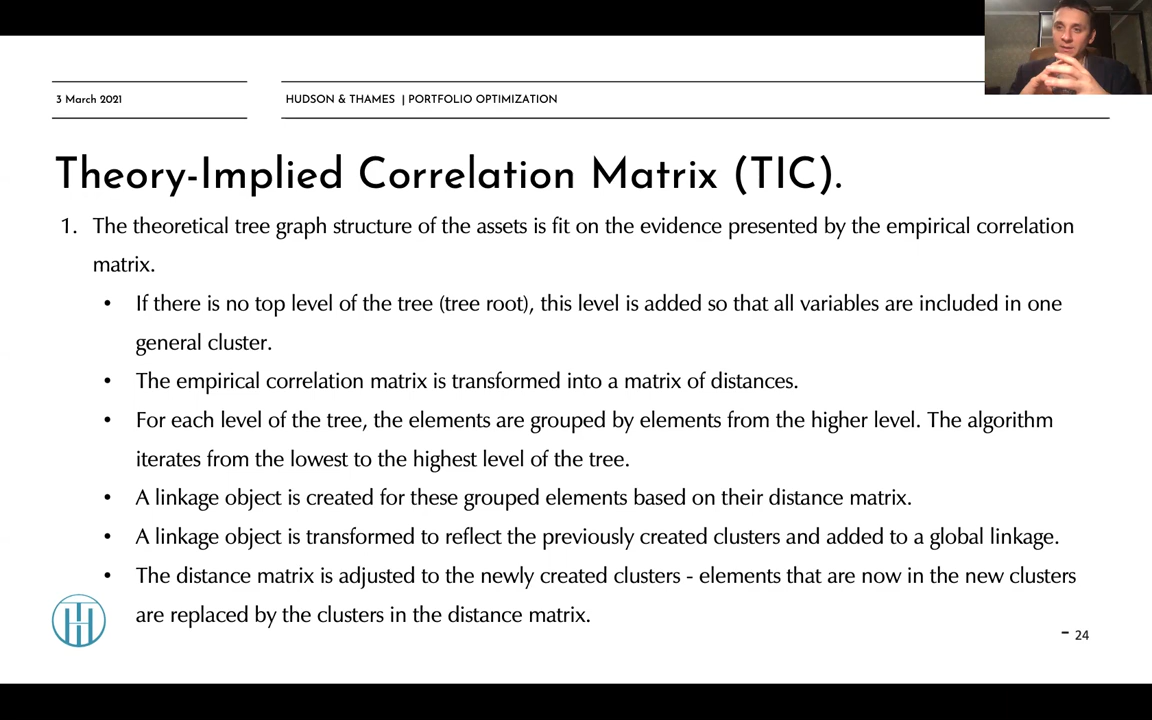 3 March 2021
HUDSON & THAMES | PORTFOLIO OPTIMIZATION
Theory-Implied Correlation Matrix (TIC).
1. The theoretical tree graph structure of the assets is fit on the evidence presented by the empirical correlation
matrix.
• If there is no top level of the tree (tree root), this level is added so that all variables are included in one
general cluster.
• The empirical correlation matrix is transformed into a matrix of distances.
• For each level of the tree, the elements are grouped by elements from the higher level. The algorithm
iterates from the lowest to the highest level of the tree.
• A linkage object is created for these grouped elements based on their distance matrix.
• A linkage object is transformed to reflect the previously created clusters and added to a global linkage.
• The distance matrix is adjusted to the newly created clusters - elements that are now in the new clusters
are replaced by the clusters in the distance matrix.
- 24